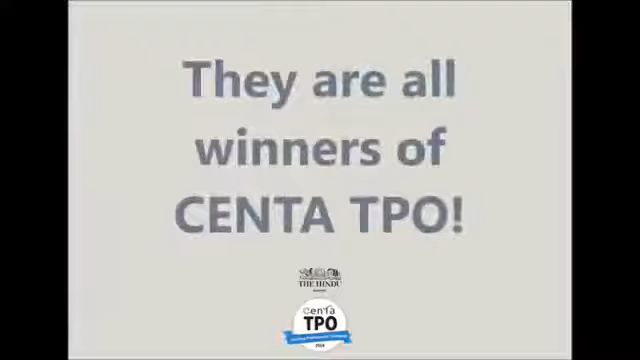 They are all
winners of
CENTA TPO!
THE HINDU
cenTa
TPO